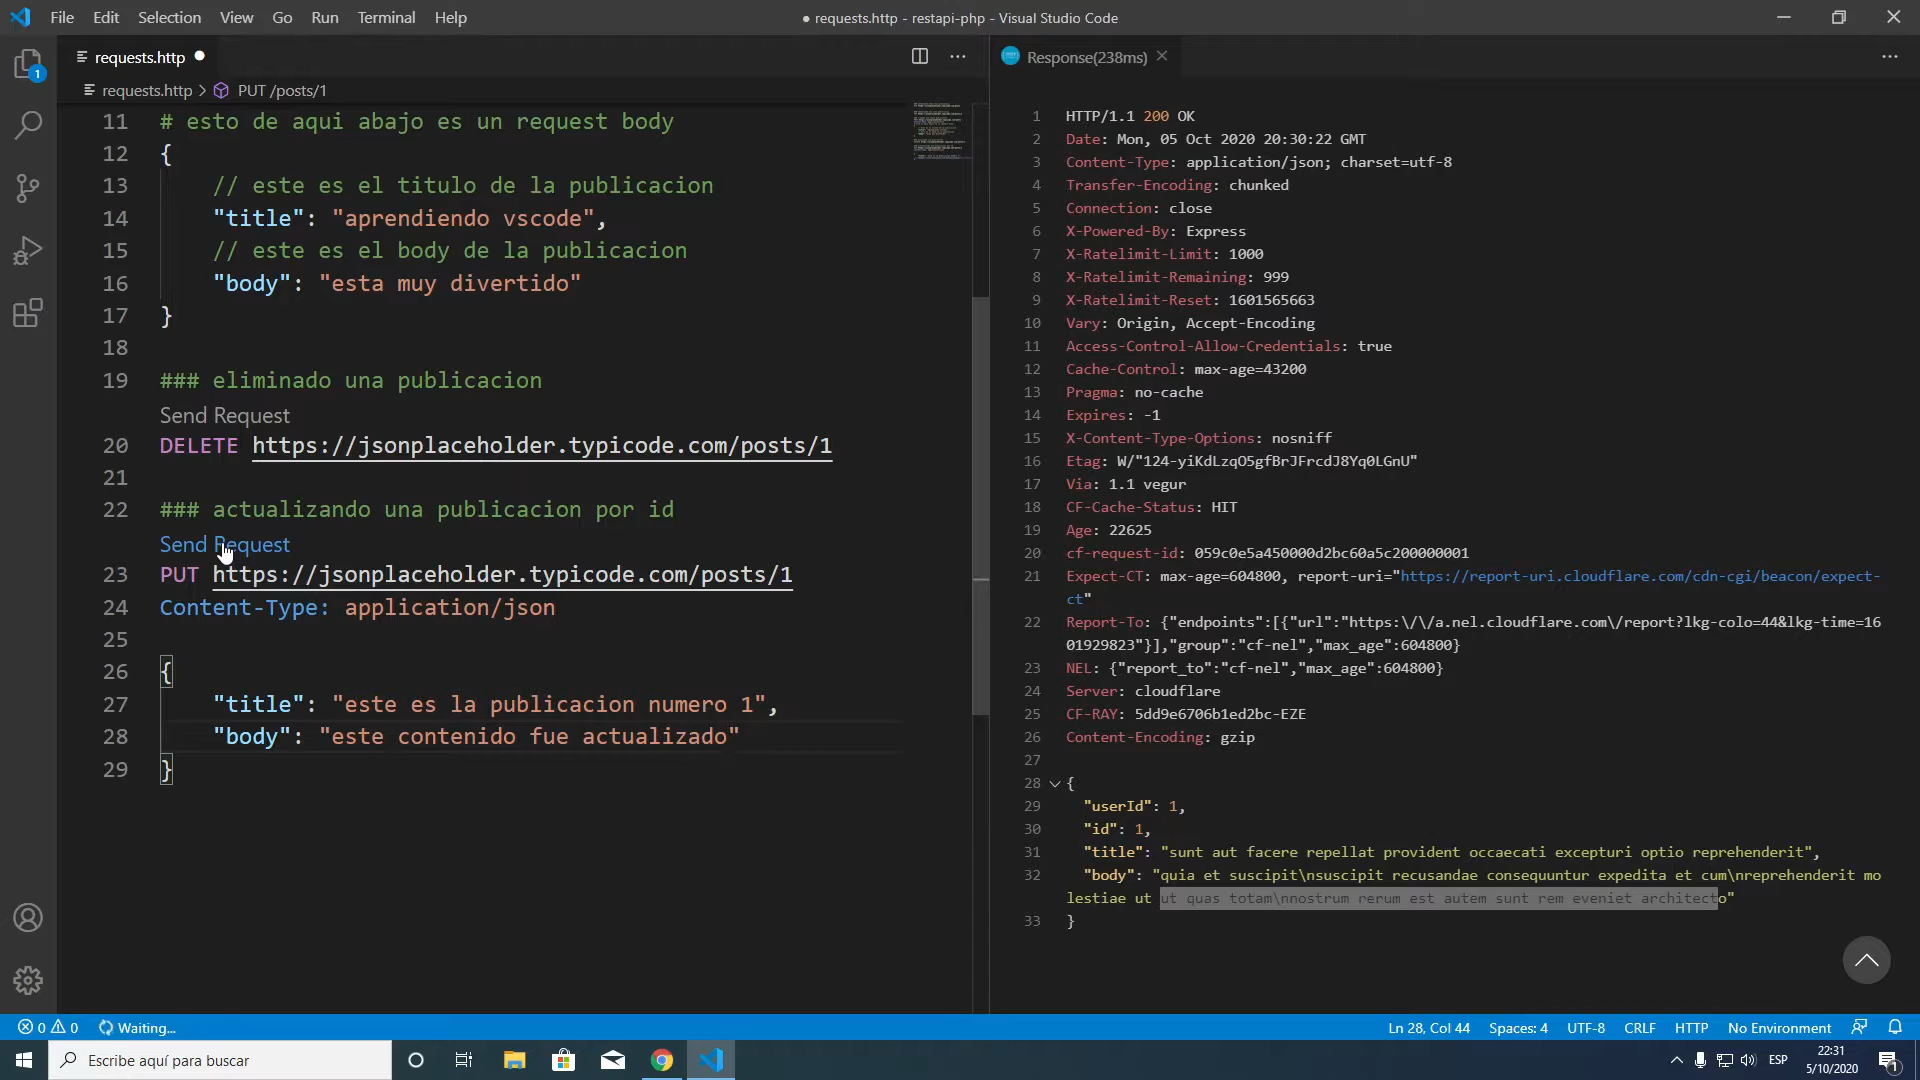 File Edit Selection View Go Run Terminal Help
● requests.http - restapi-php - Visual Studio Code
requests.http
Response(238ms)
requests.http > PUT /posts/1
1
11 # esto de aqui abajo es un request body
12 {
13 // este es el titulo de la publicacion
14 "title": "aprendiendo vscode",
15 // este es el body de la publicacion
16 "body": "esta muy divertido"
17 }
18
19 ### eliminado una publicacion
Send Request
20 DELETE https://jsonplaceholder.typicode.com/posts/1
21
22 ### actualizando una publicacion por id
Send Request
23 PUT https://jsonplaceholder.typicode.com/posts/1
24 Content-Type: application/json
25
26 {
27 "title": "este es la publicacion numero 1",
28 "body": "este contenido fue actualizado"
29 }
1 HTTP/1.1 200 OK
2 Date: Mon, 05 Oct 2020 20:30:22 GMT
3 Content-Type: application/json; charset=utf-8
4 Transfer-Encoding: chunked
5 Connection: close
6 X-Powered-By: Express
7 X-Ratelimit-Limit: 1000
8 X-Ratelimit-Remaining: 999
9 X-Ratelimit-Reset: 1601565663
10 Vary: Origin, Accept-Encoding
11 Access-Control-Allow-Credentials: true
12 Cache-Control: max-age=43200
13 Pragma: no-cache
14 Expires: -1
15 X-Content-Type-Options: nosniff
16 Etag: W/"124-yiKdLzqO5gfBrJFrcdJ8Yq0LGnU"
17 Via: 1.1 vegur
18 CF-Cache-Status: HIT
19 Age: 22625
20 cf-request-id: 059c0e5a450000d2bc60a5c200000001
21 Expect-CT: max-age=604800, report-uri="https://report-uri.cloudflare.com/cdn-cgi/beacon/expect-
ct"
22 Report-To: {"endpoints":[{"url":"https:\/\/a.nel.cloudflare.com\/report?lkg-colo=44&lkg-time=16
01929823"}],"group":"cf-nel","max_age":604800}
23 NEL: {"report_to":"cf-nel","max_age":604800}
24 Server: cloudflare
25 CF-RAY: 5dd9e6706b1ed2bc-EZE
26 Content-Encoding: gzip
27
28 {
29 "userId": 1,
30 "id": 1,
31 "title": "sunt aut facere repellat provident occaecati excepturi optio reprehenderit",
32 "body": "quia et suscipit\nsuscipit recusandae consequuntur expedita et cum\nreprehenderit mo
lestiae ut ut quas totam\nnostrum rerum est autem sunt rem eveniet architecto"
33 }
0 0 Waiting... Ln 28, Col 44 Spaces: 4 UTF-8 CRLF HTTP No Environment
Escribe aquí para buscar
ESP
22:31
5/10/2020
1